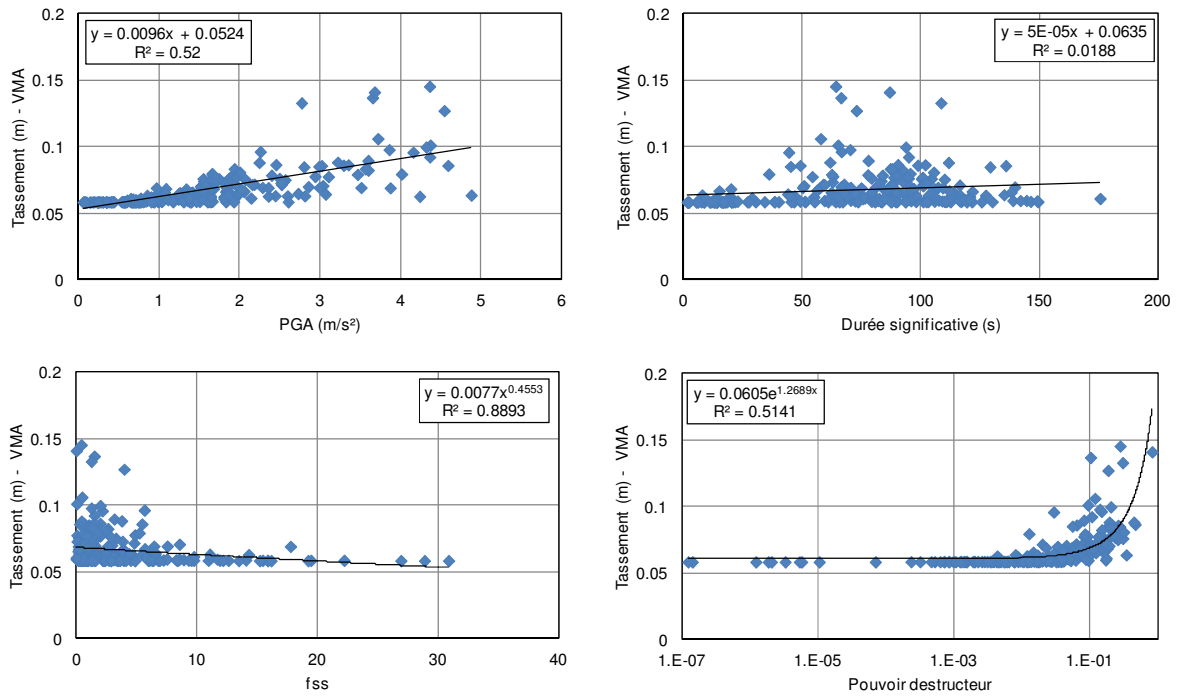 y = 0.0096x + 0.0524
R² = 0.52
Tassement (m) - VMA
0.2
0.15
0.1
0.05
0
0 1 2 3 4 5 6
PGA (m/s²)
y = 5E-05x + 0.0635
R² = 0.0188
Tassement (m) - VMA
0.2
0.15
0.1
0.05
0
0 50 100 150 200
Durée significative (s)
y = 0.0077x^0.4553
R² = 0.8893
Tassement (m) - VMA
0.2
0.15
0.1
0.05
0
0 10 20 30 40
fss
y = 0.0605e^1.2689x
R² = 0.5141
Tassement (m) - VMA
0.2
0.15
0.1
0.05
0
1.E-07 1.E-05 1.E-03 1.E-01
Pouvoir destructeur